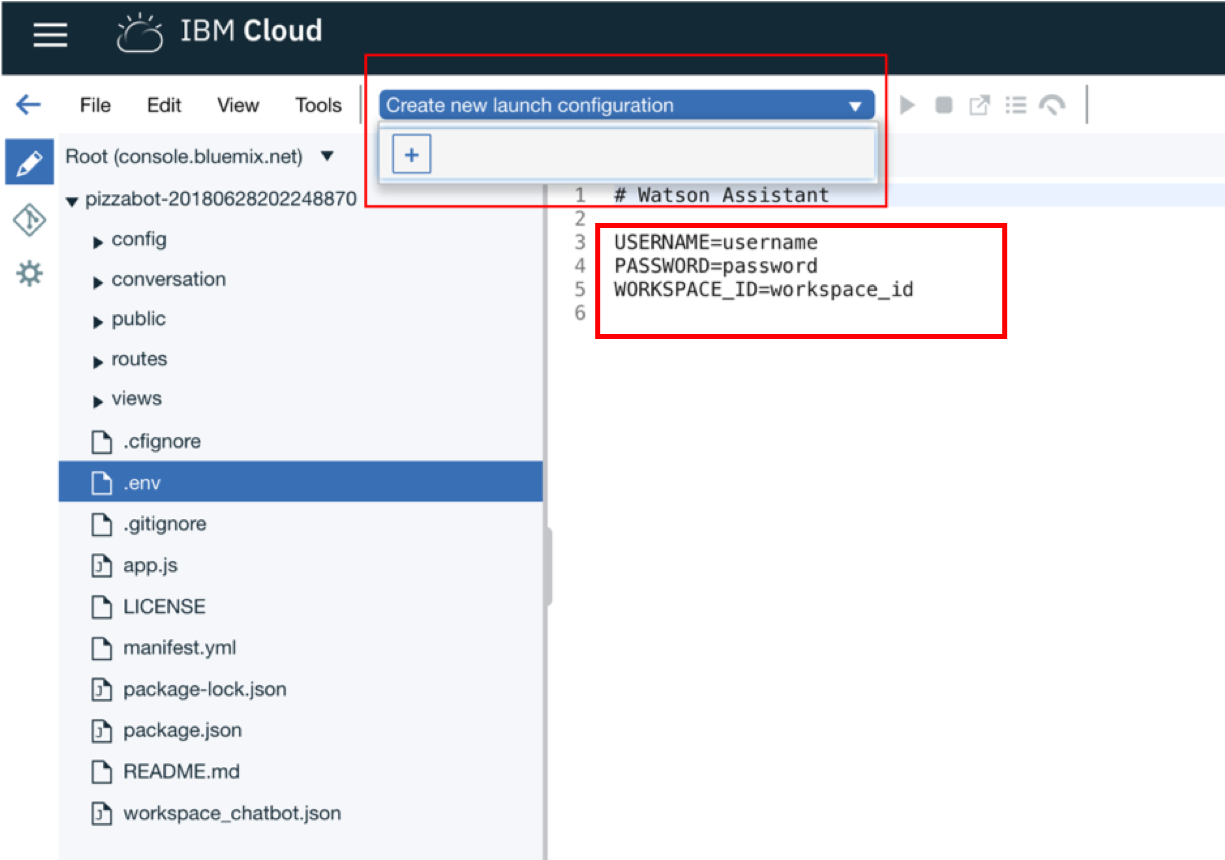 IBM Cloud
File Edit View Tools Create new launch configuration
+
Root (console.bluemix.net)
pizzabot-20180628202248870
config
conversation
public
routes
views
.cfignore
.env
.gitignore
app.js
LICENSE
manifest.yml
package-lock.json
package.json
README.md
workspace_chatbot.json
1 # Watson Assistant
2
3 USERNAME=username
4 PASSWORD=password
5 WORKSPACE_ID=workspace_id
6